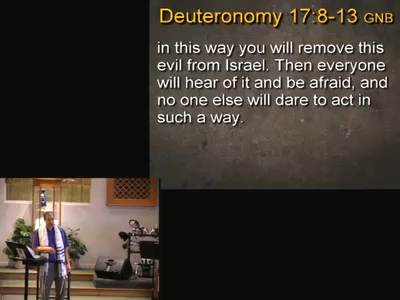 Deuteronomy 17:8-13 GNB
in this way you will remove this
evil from Israel. Then everyone
will hear of it and be afraid, and
no one else will dare to act in
such a way.